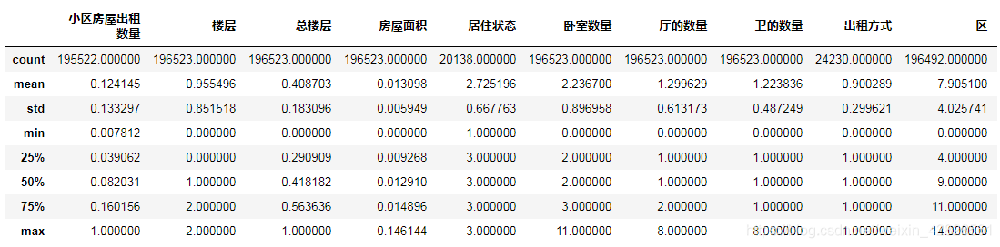 小区房屋出租数量 楼层 总楼层 房屋面积 居住状态 卧室数量 厅的数量 卫的数量 出租方式 区
count 195522.000000 196523.000000 196523.000000 196523.000000 20138.000000 196523.000000 196523.000000 196523.000000 24230.000000 196492.000000
mean 0.124145 0.955496 0.408703 0.013098 2.725196 2.236700 1.299629 1.223836 0.900289 7.905100
std 0.133297 0.851518 0.183096 0.005949 0.667763 0.896958 0.613173 0.487249 0.299621 4.025741
min 0.007812 0.000000 0.000000 0.000000 1.000000 0.000000 0.000000 0.000000 0.000000 0.000000
25% 0.039062 0.000000 0.290909 0.009268 3.000000 2.000000 1.000000 1.000000 1.000000 4.000000
50% 0.082031 1.000000 0.418182 0.012910 3.000000 2.000000 1.000000 1.000000 1.000000 9.000000
75% 0.160156 2.000000 0.563636 0.014896 3.000000 3.000000 2.000000 1.000000 1.000000 11.000000
max 1.000000 2.000000 1.000000 0.146144 3.000000 11.000000 8.000000 8.000000 1.000000 14.000000